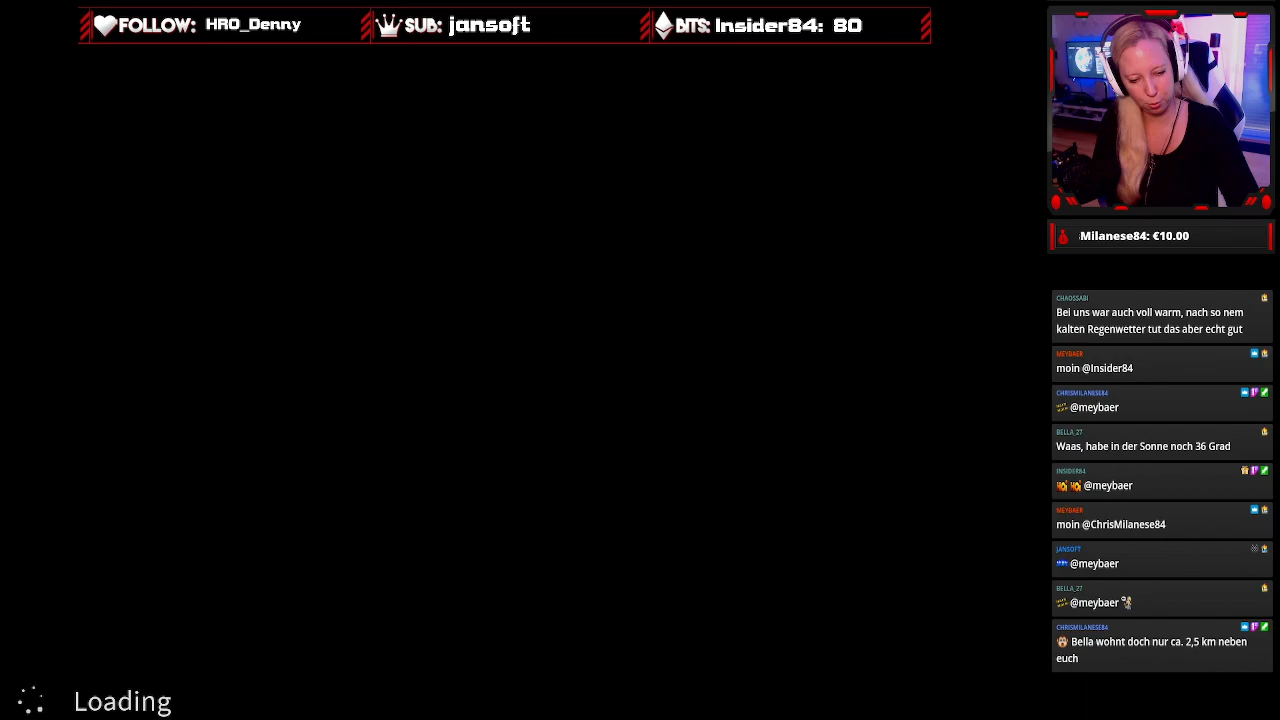 FOLLOW: HRO_Denny
SUB: jansoft
BITS: Insider84: 80
Milanese84: €10.00
CHAOSSABI
Bei uns war auch voll warm, nach so nem
kalten Regenwetter tut das aber echt gut
MEYBAER
moin @Insider84
CHRISMILANESE84
@meybaer
BELLA_27
Waas, habe in der Sonne noch 36 Grad
INSIDER84
@meybaer
MEYBAER
moin @ChrisMilanese84
JANSOFT
@meybaer
BELLA_27
@meybaer
CHRISMILANESE84
Bella wohnt doch nur ca. 2,5 km neben
euch
Loading